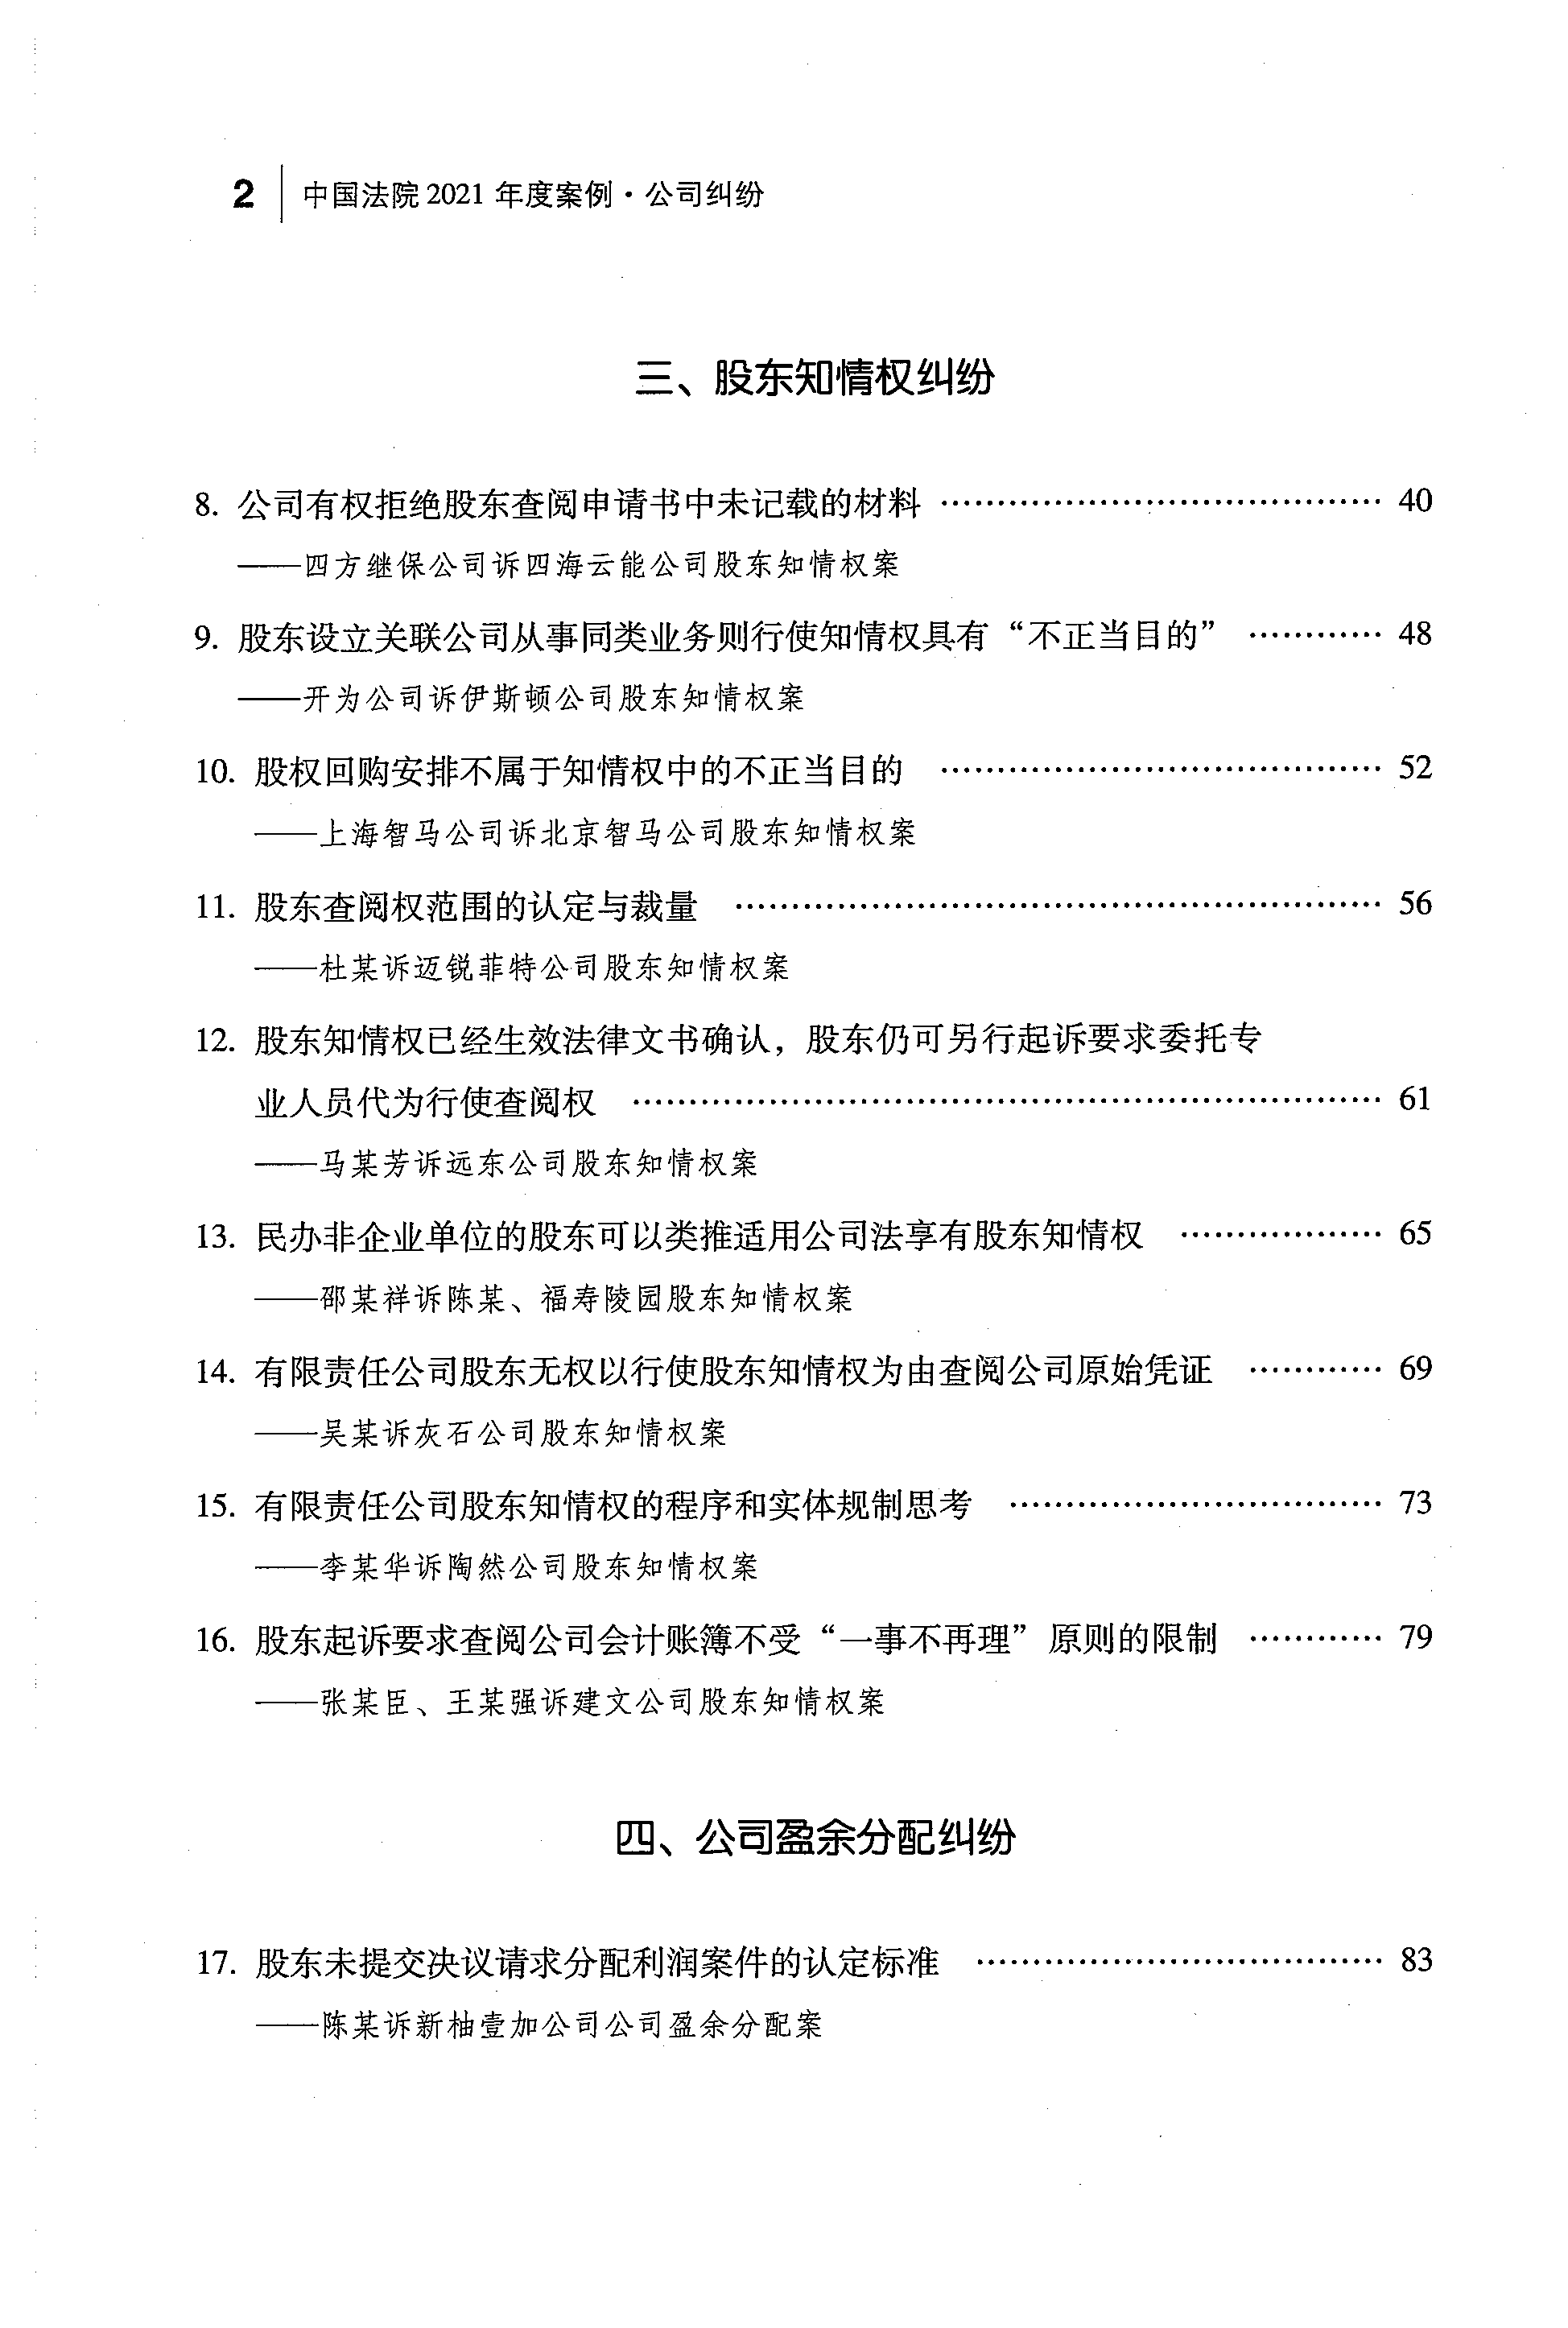 2 中国法院 2021 年度案例·公司纠纷
三、股东知情权纠纷
8. 公司有权拒绝股东查阅申请书中未记载的材料 …………………………………… 40
——四方继保公司诉四海云能公司股东知情权案
9. 股东设立关联公司从事同类业务则行使知情权具有“不正当目的” ………… 48
——开为公司诉伊斯顿公司股东知情权案
10. 股权回购安排不属于知情权中的不正当目的 …………………………………… 52
——上海智马公司诉北京智马公司股东知情权案
11. 股东查阅权范围的认定与裁量 …………………………………………………… 56
——杜某诉迈锐菲特公司股东知情权案
12. 股东知情权已经生效法律文书确认，股东仍可另行起诉要求委托专
业人员代为行使查阅权 …………………………………………………………… 61
——马某芳诉远东公司股东知情权案
13. 民办非企业单位的股东可以类推适用公司法享有股东知情权 ……………… 65
——邵某祥诉陈某、福寿陵园股东知情权案
14. 有限责任公司股东无权以行使股东知情权为由查阅公司原始凭证 ………… 69
——吴某诉灰石公司股东知情权案
15. 有限责任公司股东知情权的程序和实体规制思考 …………………………… 73
——李某华诉陶然公司股东知情权案
16. 股东起诉要求查阅公司会计账簿不受“一事不再理”原则的限制 ………… 79
——张某臣、王某强诉建文公司股东知情权案
四、公司盈余分配纠纷
17. 股东未提交决议请求分配利润案件的认定标准 ……………………………… 83
——陈某诉新柚壹加公司公司盈余分配案